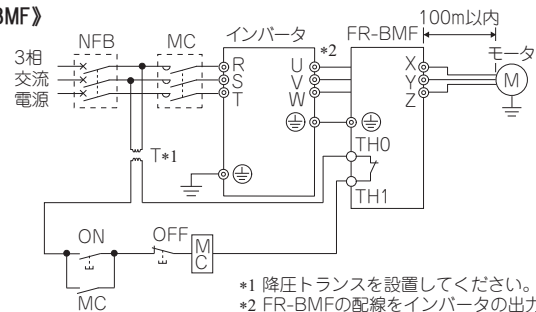 BMF》
100m以内
インバータ
FR-BMF
NFB
MC
*2
モータ
3相
交流
電源
R
S
T
U
V
W
X
Y
Z
M
TH0
T*1
TH1
ON
OFF
MC
MC
*1 降圧トランスを設置してください。
*2 FR-BMFの配線をインバータの出力